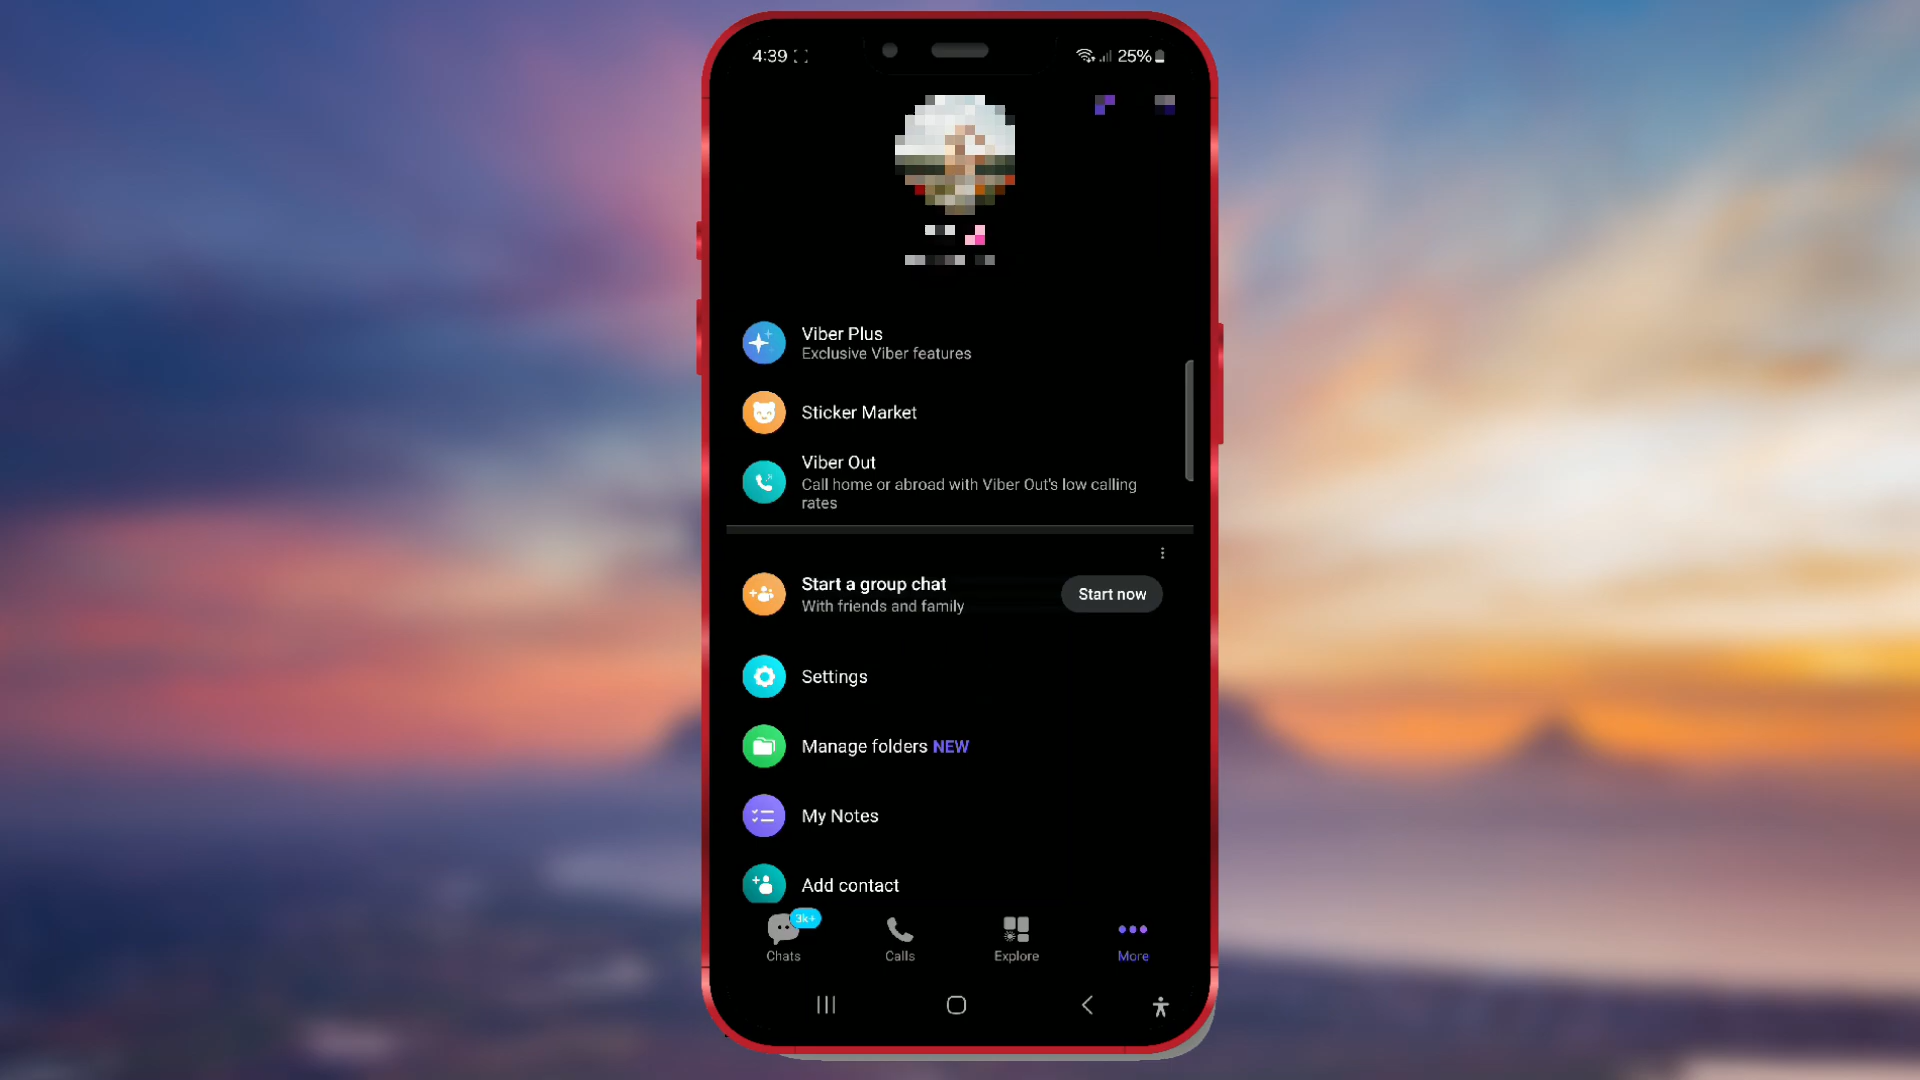 4:39
25%
Viber Plus
Exclusive Viber features
Sticker Market
Viber Out
Call home or abroad with Viber Out's low calling
rates
Start a group chat
With friends and family
Start now
Settings
Manage folders NEW
My Notes
Add contact
3k+
Chats
Calls
Explore
More